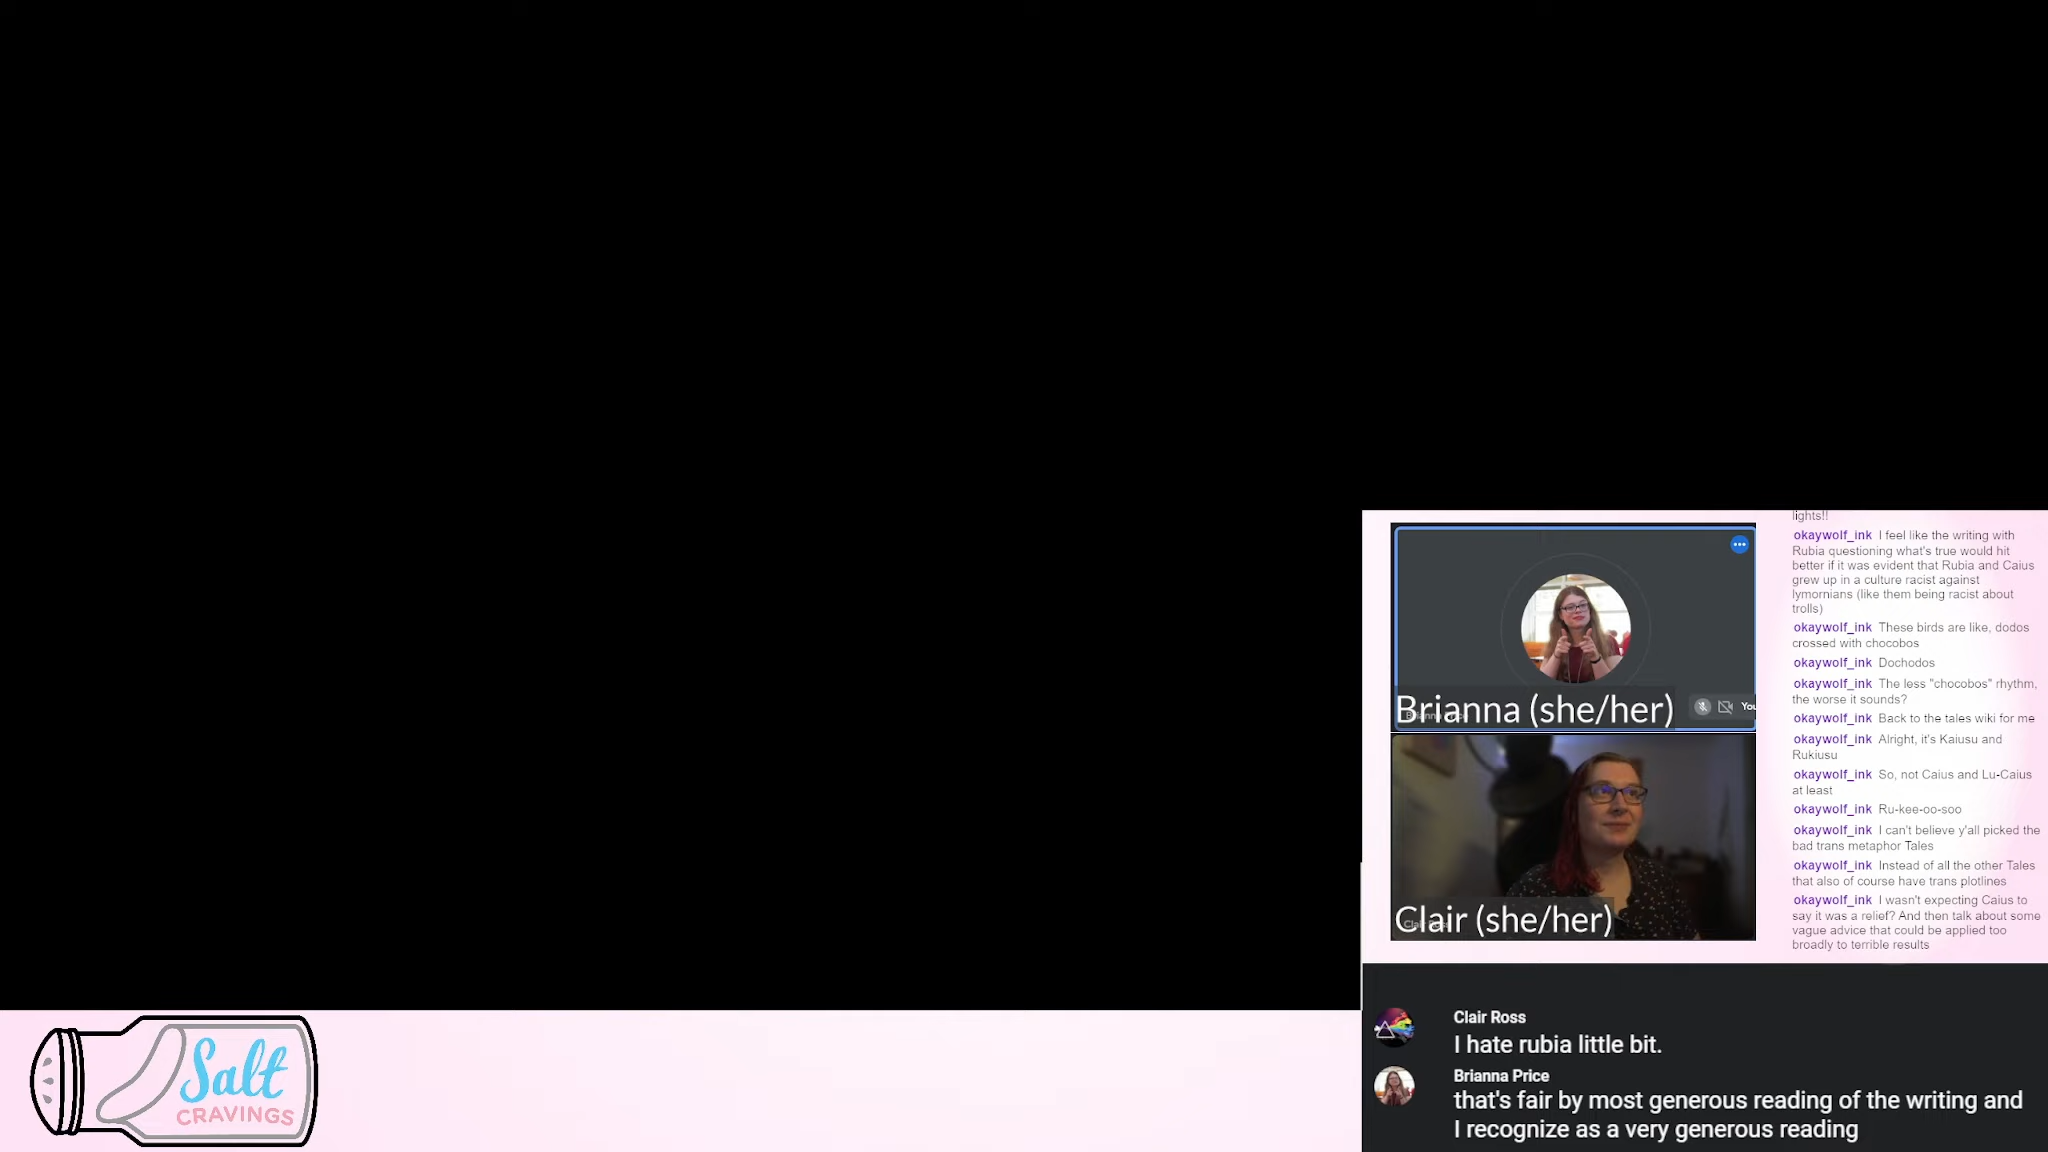 lights!!
okaywolf_ink I feel like the writing with
Rubia questioning what's true would hit
better if it was evident that Rubia and Caius
grew up in a culture racist against
lymornians (like them being racist about
trolls)
okaywolf_ink These birds are like, dodos
crossed with chocobos
okaywolf_ink Dochodos
okaywolf_ink The less "chocobos" rhythm,
the worse it sounds?
okaywolf_ink Back to the tales wiki for me
okaywolf_ink Alright, it's Kaiusu and
Rukiusu
okaywolf_ink So, not Caius and Lu-Caius
at least
okaywolf_ink Ru-kee-oo-soo
okaywolf_ink I can't believe y'all picked the
bad trans metaphor Tales
okaywolf_ink Instead of all the other Tales
that also of course have trans plotlines
okaywolf_ink I wasn't expecting Caius to
say it was a relief? And then talk about some
vague advice that could be applied too
broadly to terrible results
Brianna (she/her)
You
Clair (she/her)
Clair Ross
I hate rubia little bit.
Brianna Price
that's fair by most generous reading of the writing and
I recognize as a very generous reading
Salt
CRAVINGS